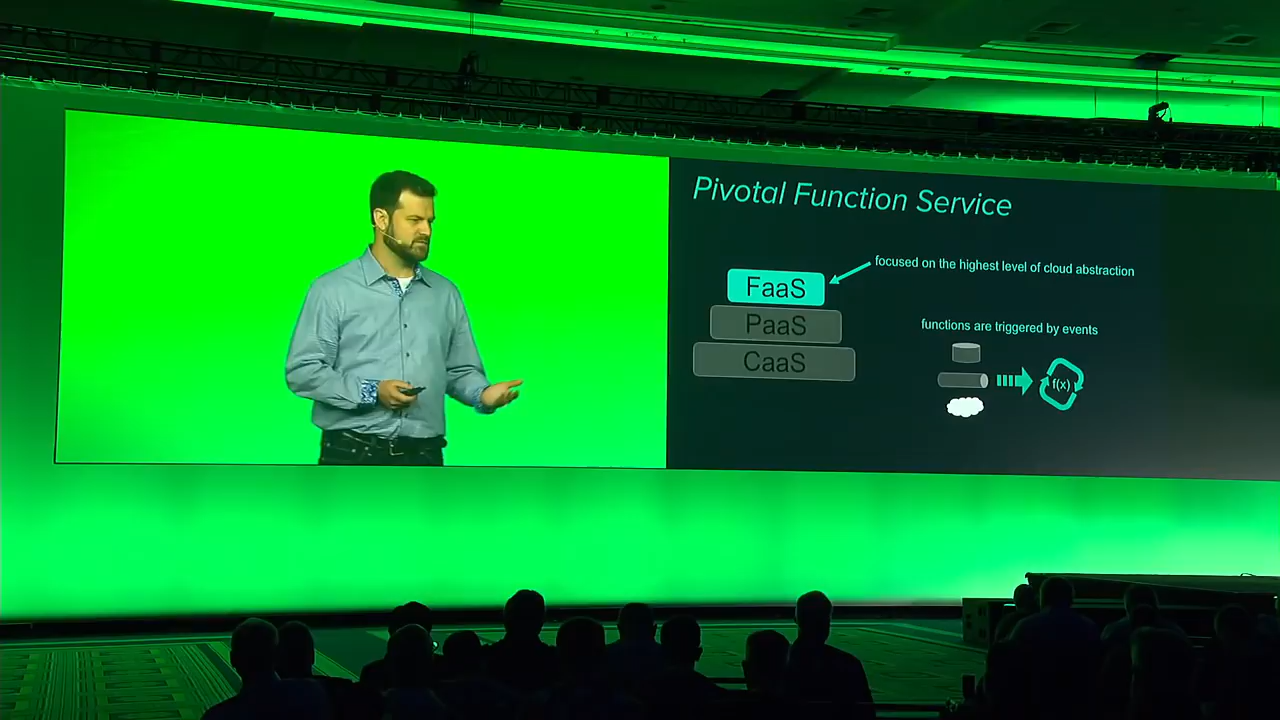 Pivotal Function Service
focused on the highest level of cloud abstraction
FaaS
PaaS
CaaS
functions are triggered by events
f(x)